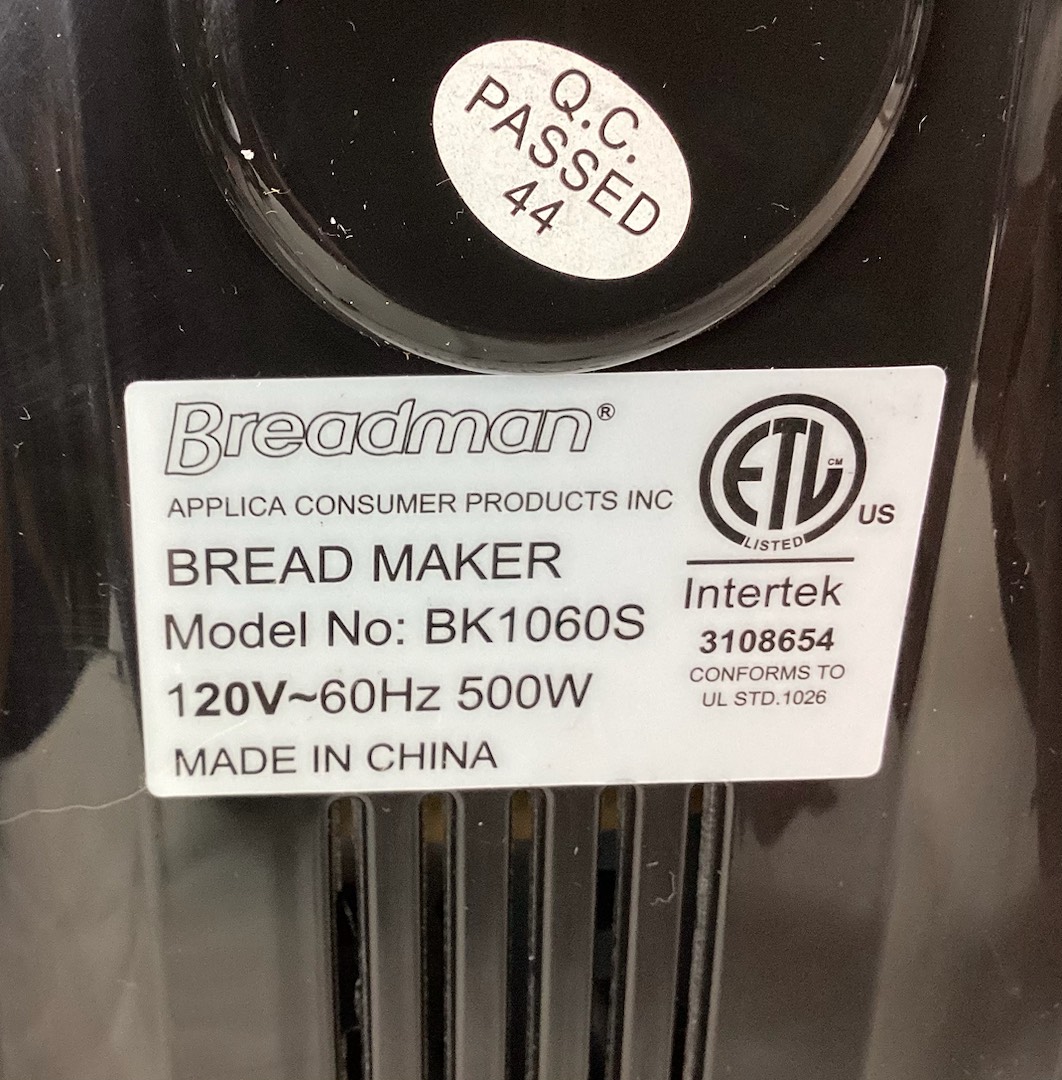 Q.C.
PASSED
44
Breadman®
APPLICA CONSUMER PRODUCTS INC
BREAD MAKER
Model No: BK1060S
120V~60Hz 500W
MADE IN CHINA
ETL CM
LISTED
US
Intertek
3108654
CONFORMS TO
UL STD.1026